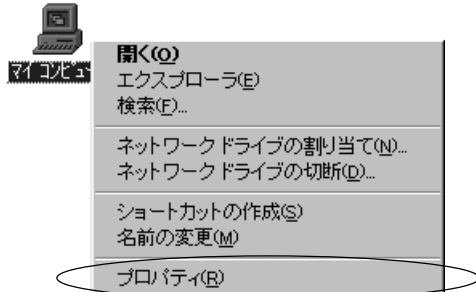 マイ コンピュー
開く(O)
エクスプローラ(E)
検索(F)...
ネットワーク ドライブの割り当て(N)...
ネットワーク ドライブの切断(D)...
ショートカットの作成(S)
名前の変更(M)
プロパティ(R)